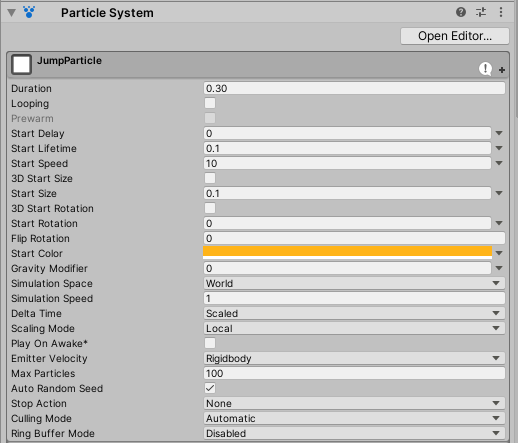 Particle System
Open Editor...
JumpParticle
Duration 0.30
Looping
Prewarm
Start Delay 0
Start Lifetime 0.1
Start Speed 10
3D Start Size
Start Size 0.1
3D Start Rotation
Start Rotation 0
Flip Rotation 0
Start Color
Gravity Modifier 0
Simulation Space World
Simulation Speed 1
Delta Time Scaled
Scaling Mode Local
Play On Awake*
Emitter Velocity Rigidbody
Max Particles 100
Auto Random Seed
Stop Action None
Culling Mode Automatic
Ring Buffer Mode Disabled